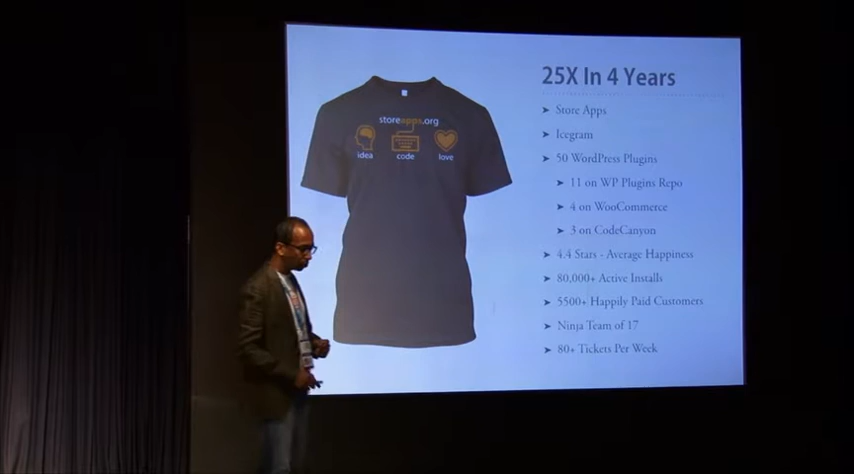 storeapps.org
idea code love
25X In 4 Years
Store Apps
Icegram
50 WordPress Plugins
11 on WP Plugins Repo
4 on WooCommerce
3 on CodeCanyon
4.4 Stars - Average Happiness
80,000+ Active Installs
5500+ Happily Paid Customers
Ninja Team of 17
80+ Tickets Per Week